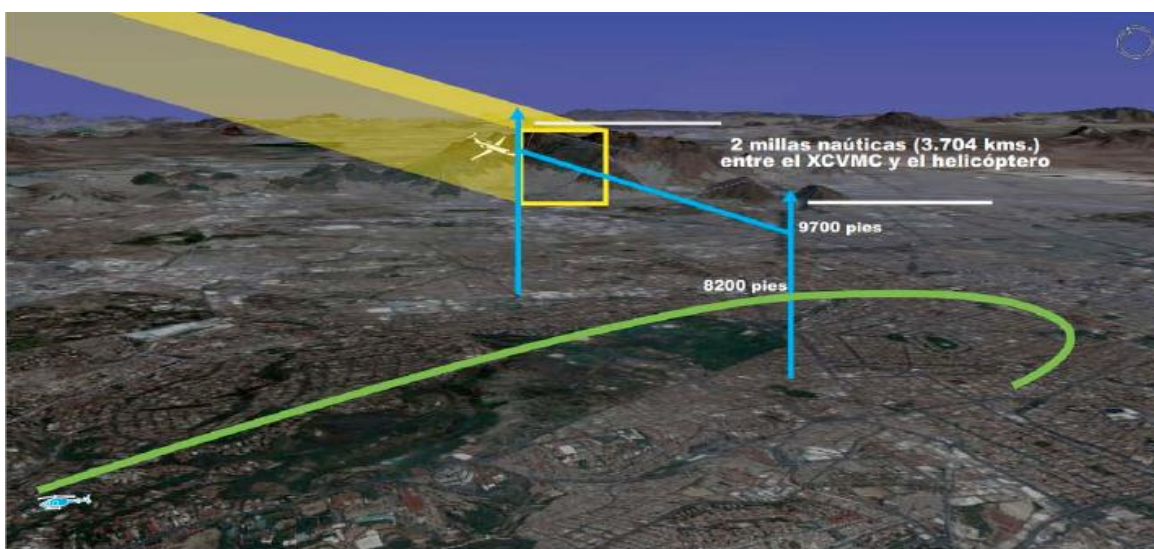 2 millas naúticas (3.704 kms.)
entre el XCVMC y el helicóptero
9700 pies
8200 pies